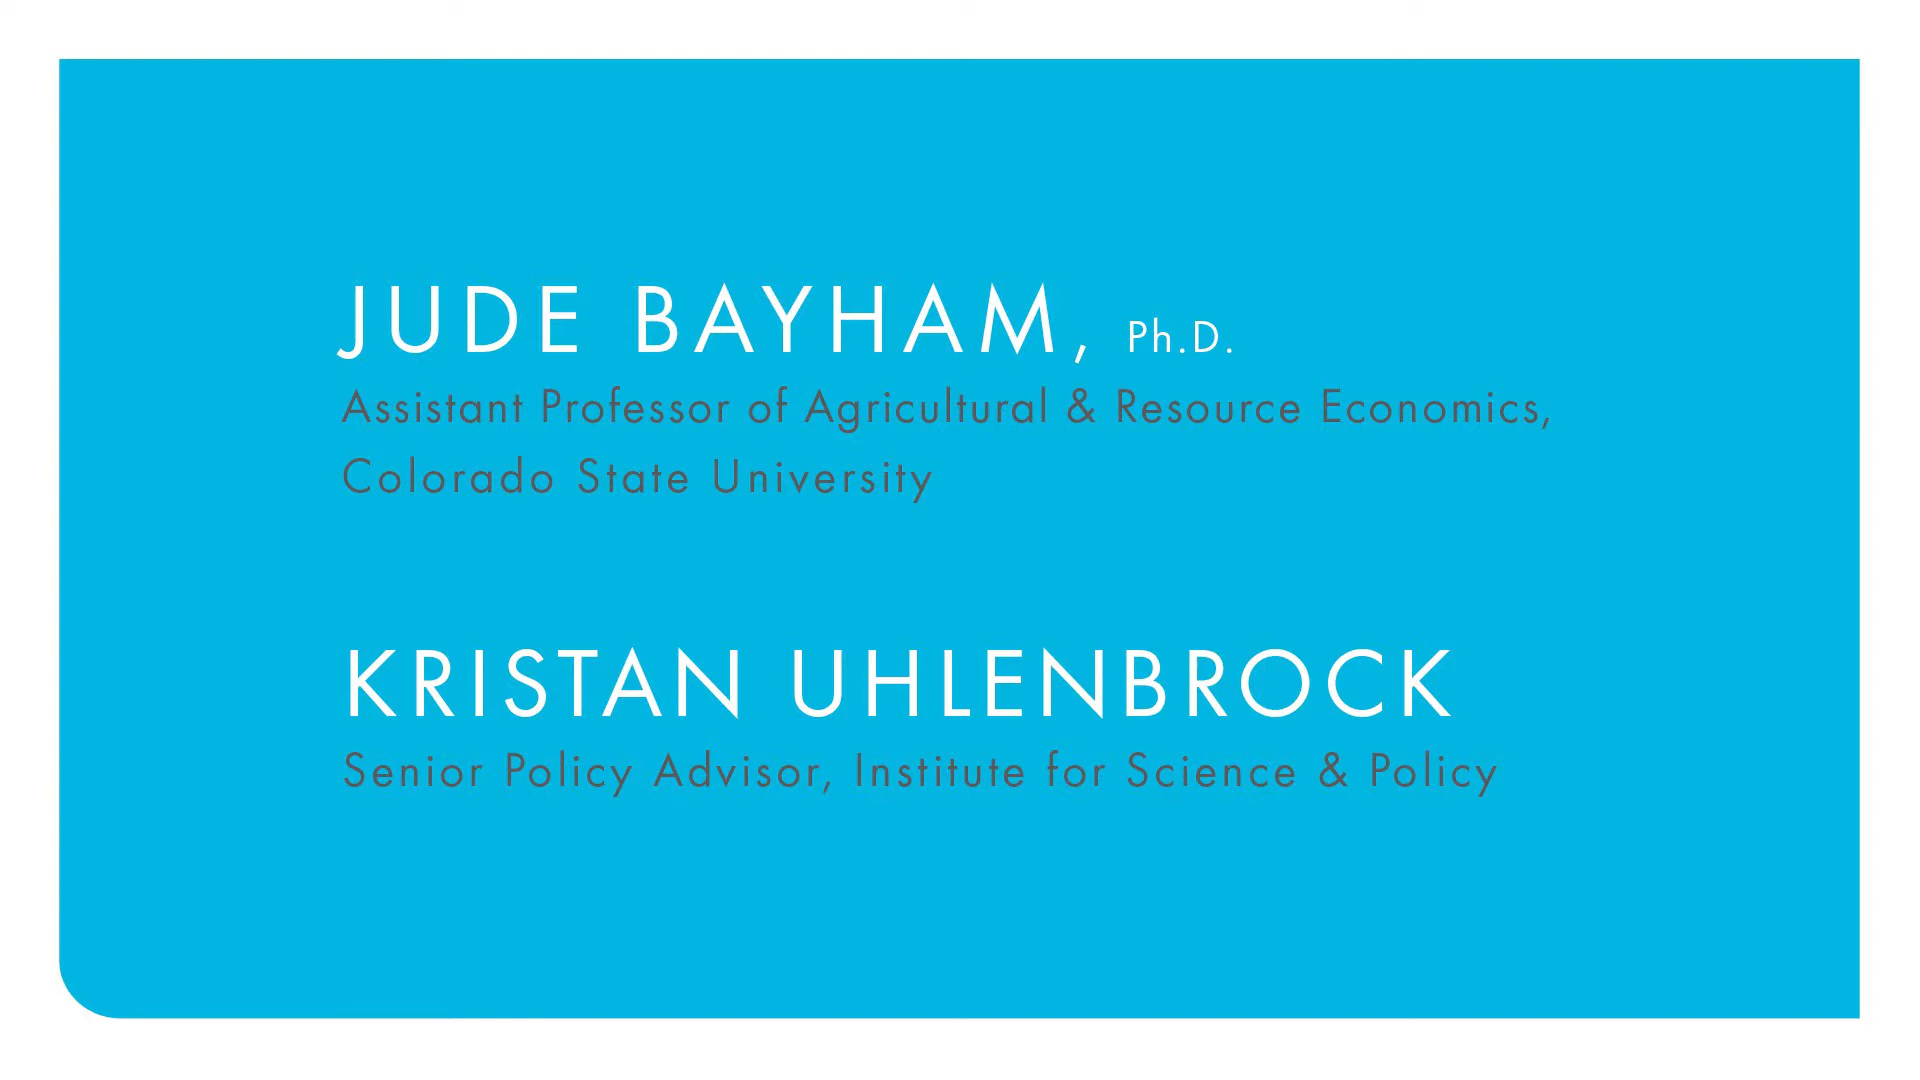 JUDE BAYHAM, Ph.D.
Assistant Professor of Agricultural & Resource Economics,
Colorado State University
KRISTAN UHLENBROCK
Senior Policy Advisor, Institute for Science & Policy